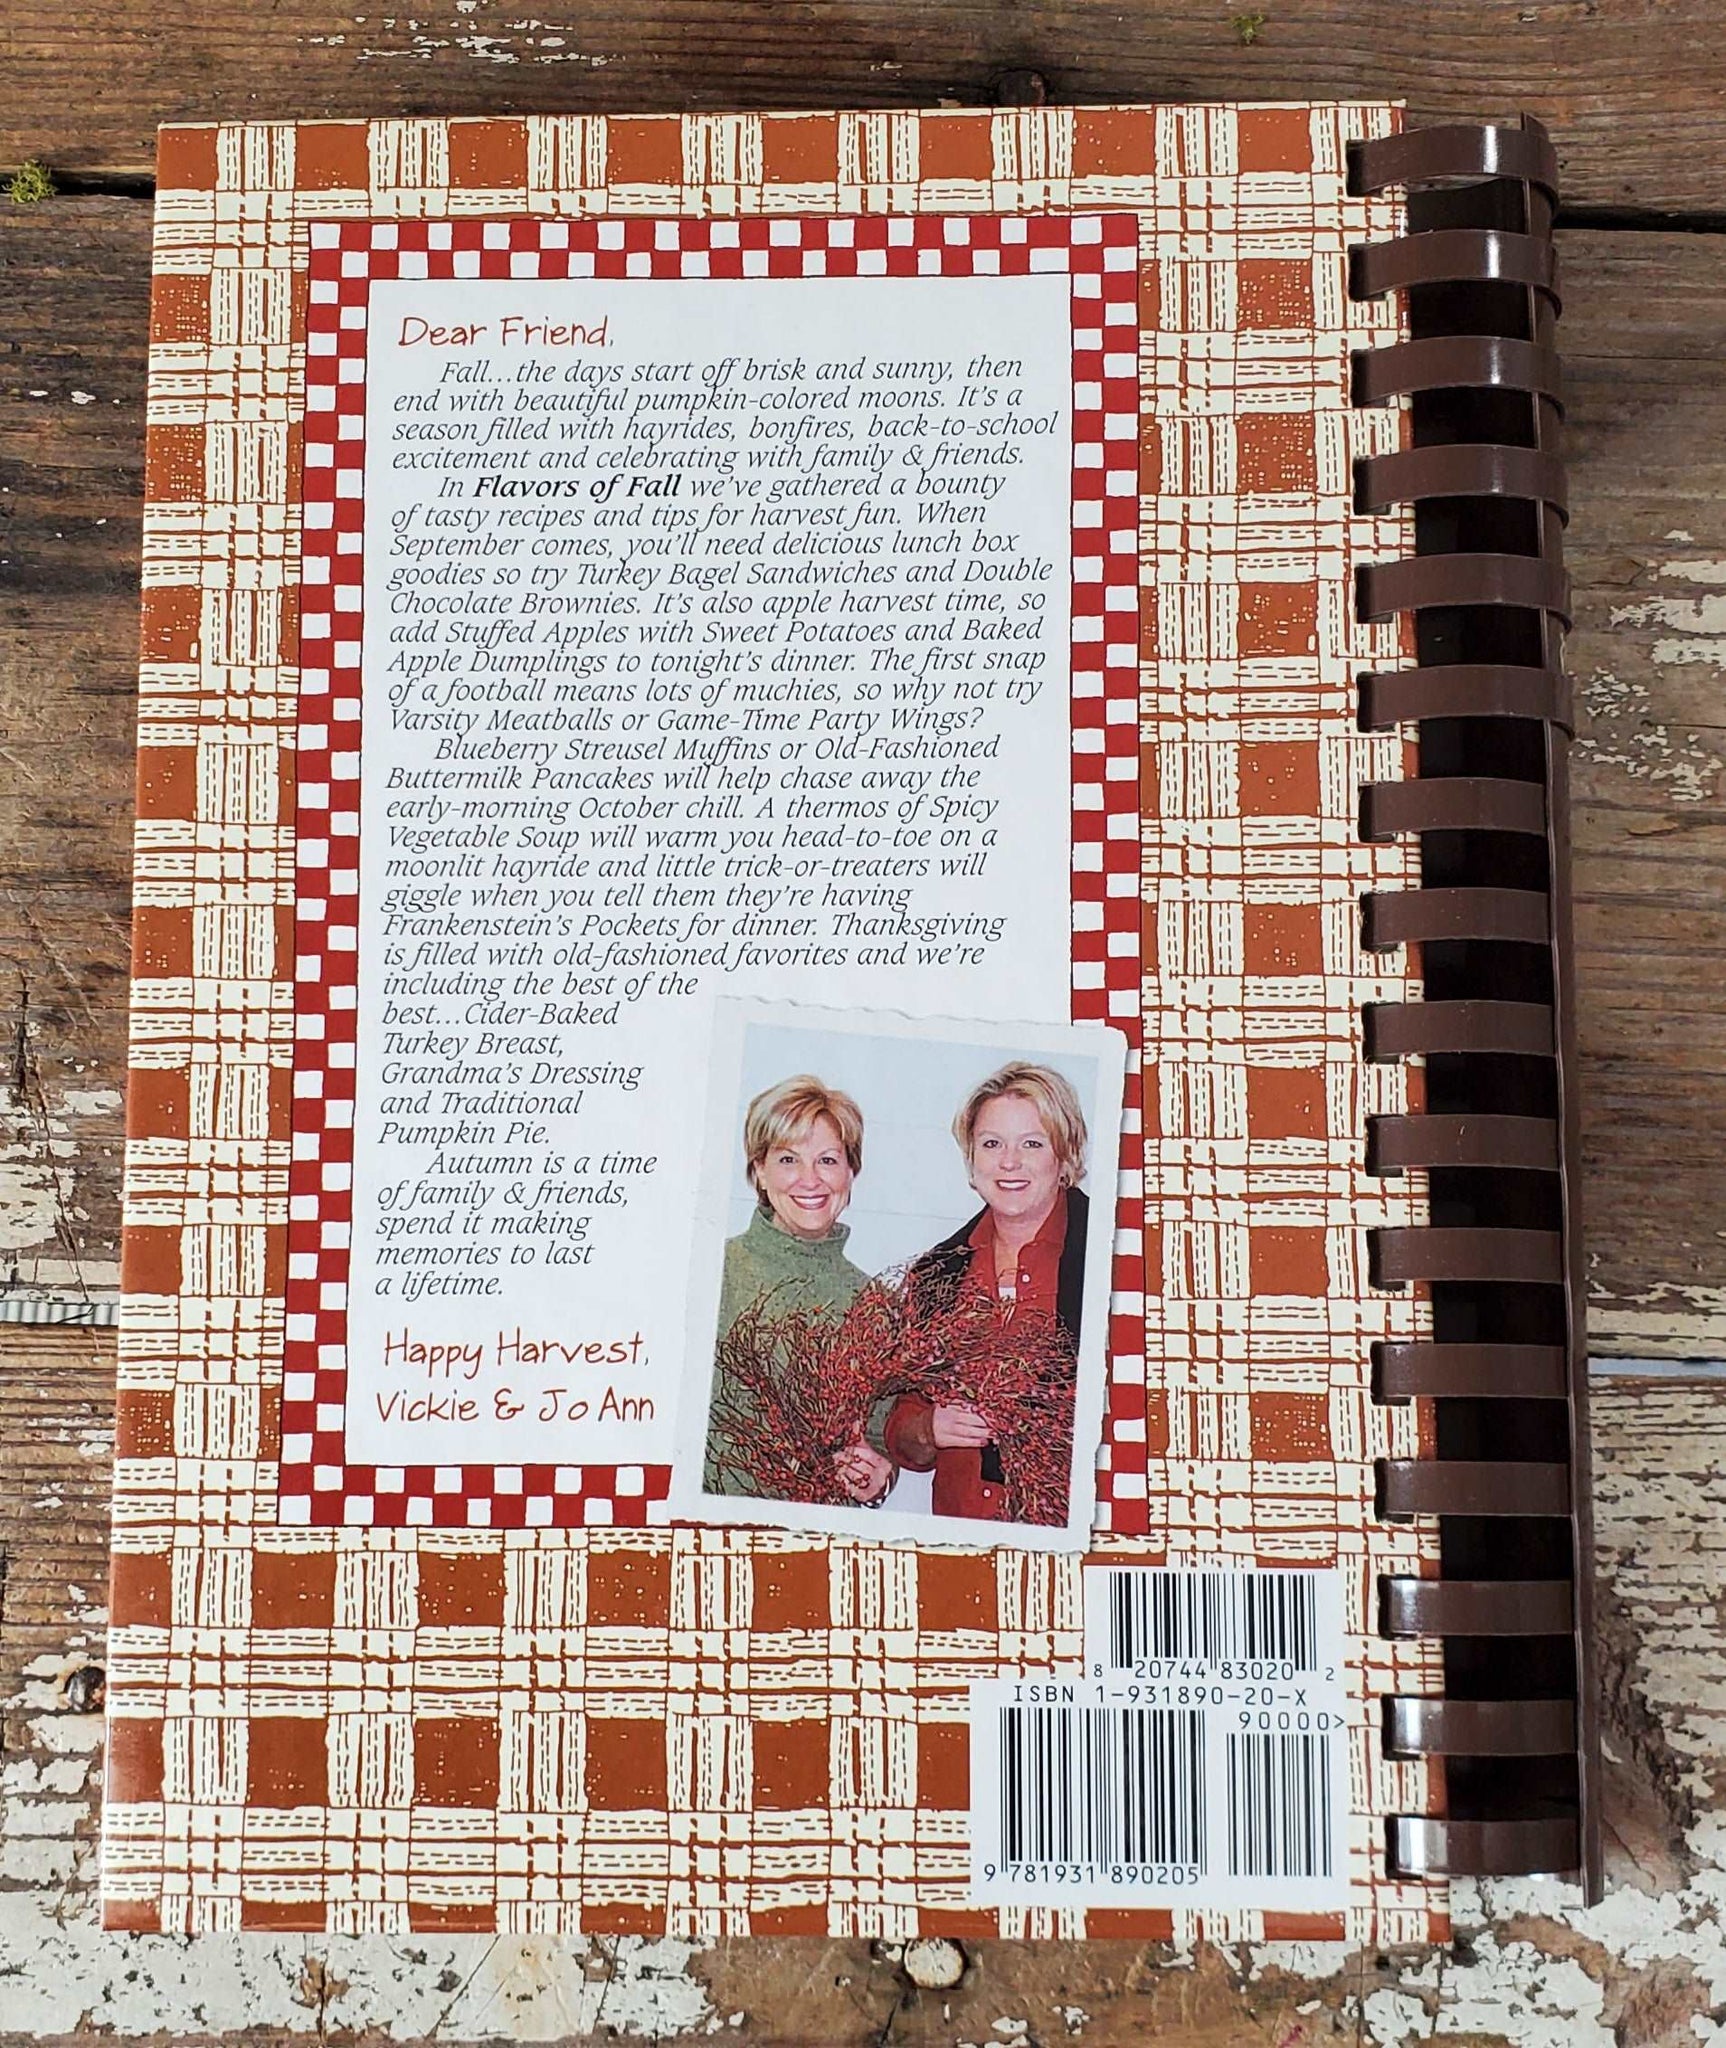 Dear Friend,
Fall...the days start off brisk and sunny, then
end with beautiful pumpkin-colored moons. It's a
season filled with hayrides, bonfires, back-to-school
excitement and celebrating with family & friends.
In Flavors of Fall we've gathered a bounty
of tasty recipes and tips for harvest fun. When
September comes, you'll need delicious lunch box
goodies so try Turkey Bagel Sandwiches and Double
Chocolate Brownies. It's also apple harvest time, so
add Stuffed Apples with Sweet Potatoes and Baked
Apple Dumplings to tonight's dinner. The first snap
of a football means lots of muchies, so why not try
Varsity Meatballs or Game-Time Party Wings?
Blueberry Streusel Muffins or Old-Fashioned
Buttermilk Pancakes will help chase away the
early-morning October chill. A thermos of Spicy
Vegetable Soup will warm you head-to-toe on a
moonlit hayride and little trick-or-treaters will
giggle when you tell them they're having
Frankenstein's Pockets for dinner. Thanksgiving
is filled with old-fashioned favorites and we're
including the best of the
best...Cider-Baked
Turkey Breast,
Grandma's Dressing
and Traditional
Pumpkin Pie.
Autumn is a time
of family & friends,
spend it making
memories to last
a lifetime.
Happy Harvest,
Vickie & Jo Ann
8 20744 83020 2
ISBN 1-931890-20-X
90000>
9 781931 890205